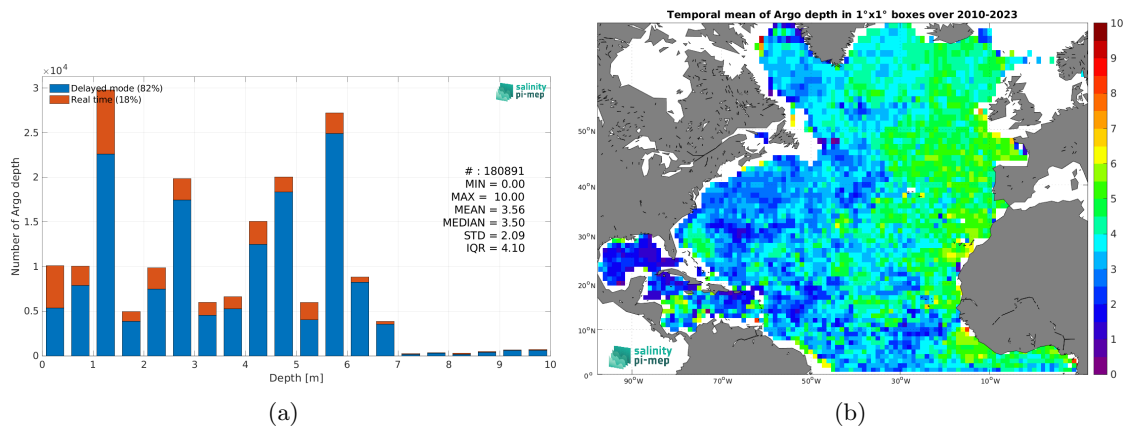 ×10⁴
3
2.5
2
1.5
1
0.5
0
Number of Argo depth
Delayed mode (82%)
Real time (18%)
salinity
pi-mep
# : 180891
MIN = 0.00
MAX = 10.00
MEAN = 3.56
MEDIAN = 3.50
STD = 2.09
IQR = 4.10
0 1 2 3 4 5 6 7 8 9 10
Depth [m]
(a)
Temporal mean of Argo depth in 1°x1° boxes over 2010-2023
50°N
40°N
30°N
20°N
10°N
0°
90°W 70°W 50°W 30°W 10°W
salinity
pi-mep
10
9
8
7
6
5
4
3
2
1
0
(b)